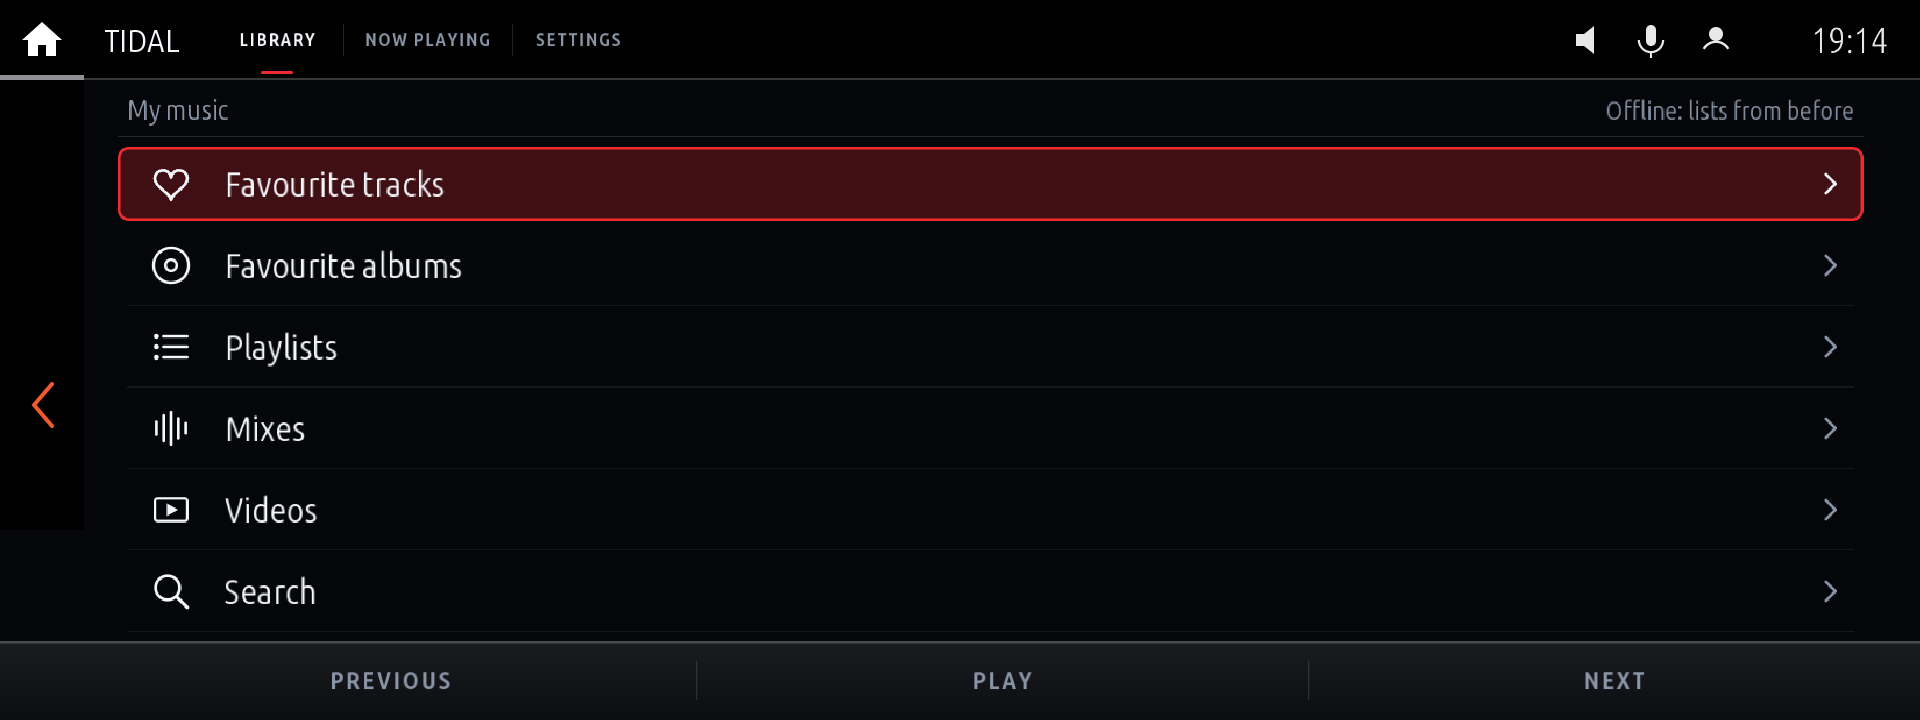 TIDAL LIBRARY NOW PLAYING SETTINGS 19:14
My music Offline: lists from before
Favourite tracks
Favourite albums
Playlists
Mixes
Videos
Search
PREVIOUS PLAY NEXT